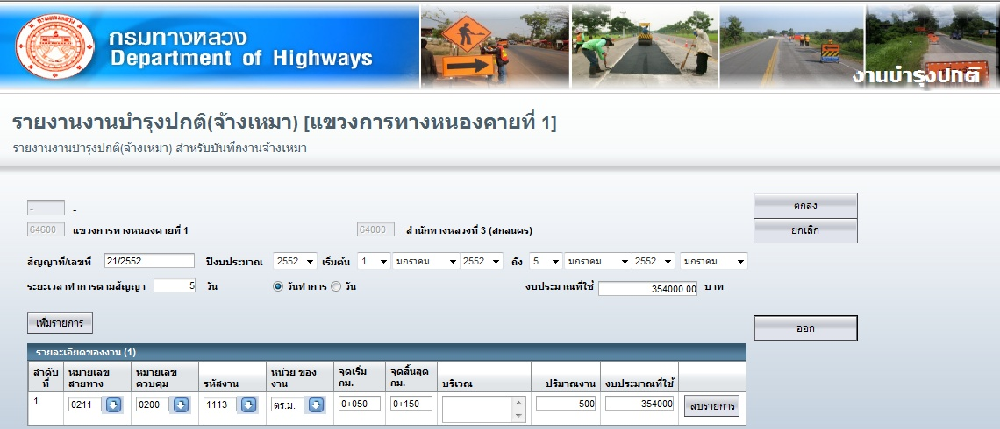 กรมทางหลวง
Department of Highways
งานบำรุงปกติ
รายงานงานบำรุงปกติ(จ้างเหมา) [แขวงการทางหนองคายที่ 1]
รายงานงานบำรุงปกติ(จ้างเหมา) สำหรับบันทึกงานจ้างเหมา
- -
ตกลง
64600 แขวงการทางหนองคายที่ 1 64000 สำนักทางหลวงที่ 3 (สกลนคร)
ยกเลิก
สัญญาที่/เลขที่ 21/2552 ปีงบประมาณ 2552 เริ่มต้น 1 มกราคม 2552 ถึง 5 มกราคม 2552 มกราคม
ระยะเวลาทำการตามสัญญา 5 วัน วันทำการ วัน งบประมาณที่ใช้ 354000.00 บาท
เพิ่มรายการ
ออก
รายละเอียดของงาน (1)
ลำดับที่ หมายเลขสายทาง หมายเลขควบคุม รหัสงาน หน่วย ของงาน จุดเริ่ม กม. จุดสิ้นสุด กม. บริเวณ ปริมาณงาน งบประมาณที่ใช้
1 0211 0200 1113 ตร.ม. 0+050 0+150 500 354000 ลบรายการ